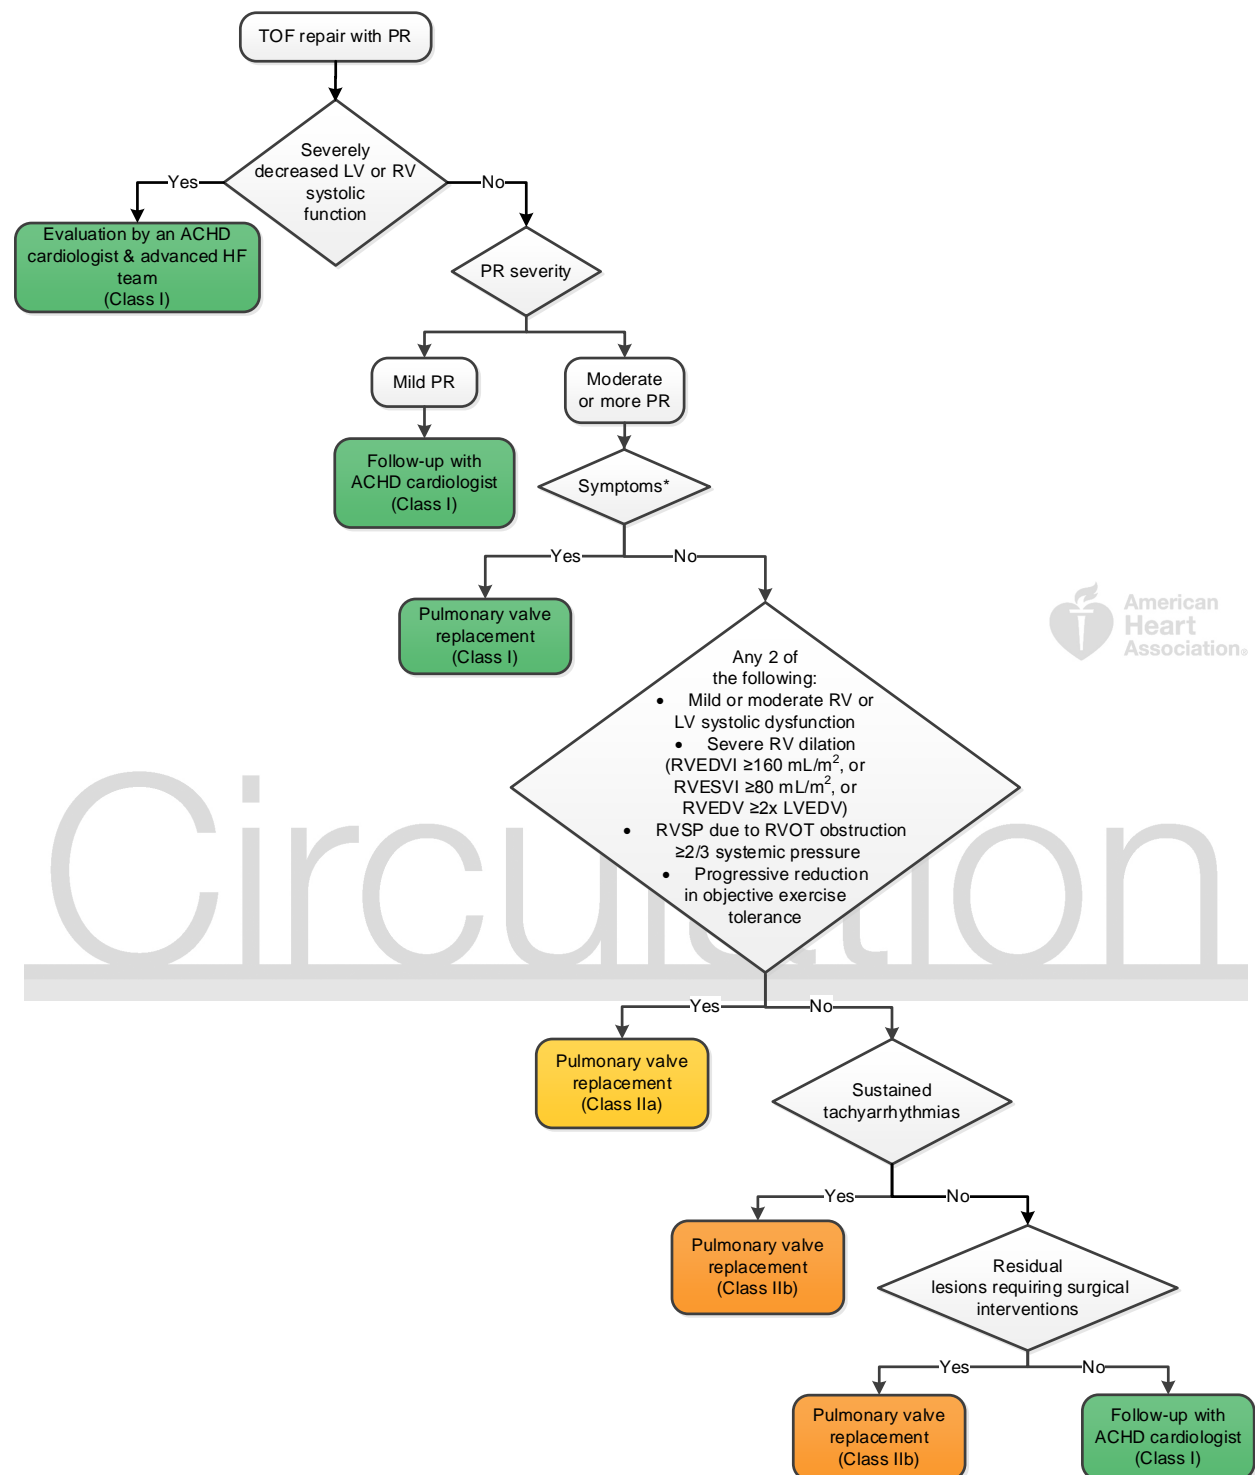 TOF repair with PR
Severely
decreased LV or RV
systolic
function
Yes
No
Evaluation by an ACHD
cardiologist & advanced HF
team
(Class I)
PR severity
Mild PR
Moderate
or more PR
Follow-up with
ACHD cardiologist
(Class I)
Symptoms*
Yes
No
Pulmonary valve
replacement
(Class I)
American
Heart
Association®
Any 2 of
the following:
• Mild or moderate RV or
LV systolic dysfunction
• Severe RV dilation
(RVEDVI ≥160 mL/m², or
RVESVI ≥80 mL/m², or
RVEDV ≥2x LVEDV)
• RVSP due to RVOT obstruction
≥2/3 systemic pressure
• Progressive reduction
in objective exercise
tolerance
Circulation
Yes
No
Pulmonary valve
replacement
(Class IIa)
Sustained
tachyarrhythmias
Yes
No
Pulmonary valve
replacement
(Class IIb)
Residual
lesions requiring surgical
interventions
Yes
No
Pulmonary valve
replacement
(Class IIb)
Follow-up with
ACHD cardiologist
(Class I)